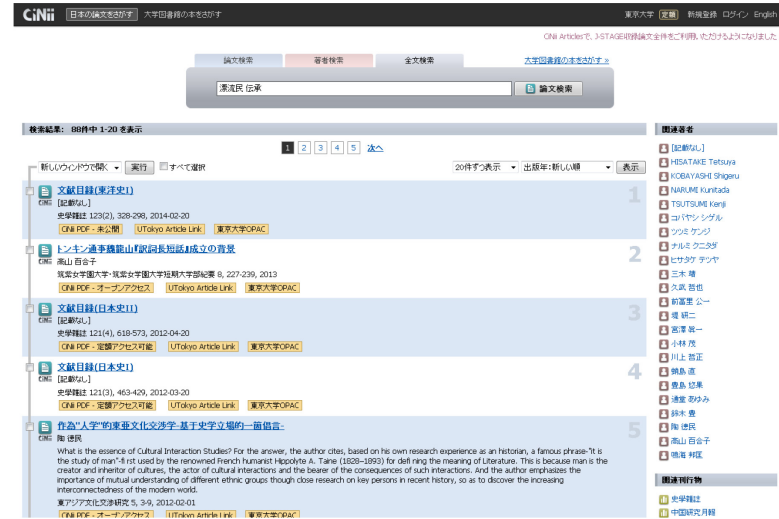 CiNii 日本の論文をさがす 大学図書館の本をさがす 東京大学 定額 新規登録 ログイン English
CiNii Articlesで、J-STAGE収録論文全件をご利用いただけるようになりました
論文検索 著者検索 全文検索 大学図書館の本をさがす »
漂流民 伝承 論文検索
検索結果: 88件中 1-20 を表示
1 2 3 4 5 次へ
新しいウィンドウで開く 実行 すべて選択 20件ずつ表示 出版年:新しい順 表示
文献目録(東洋史I) 1
CiNii [記載なし]
史學雜誌 123(2), 328-298, 2014-02-20
CiNii PDF - 未公開 UTokyo Article Link 東京大学OPAC
トンキン通事魏龍山『訳詞長短話』成立の背景 2
CiNii 高山 百合子
筑紫女学園大学・筑紫女学園大学短期大学部紀要 8, 227-239, 2013
CiNii PDF - オープンアクセス UTokyo Article Link 東京大学OPAC
文献目録(日本史II) 3
CiNii [記載なし]
史學雜誌 121(4), 618-573, 2012-04-20
CiNii PDF - 定額アクセス可能 UTokyo Article Link 東京大学OPAC
文献目録(日本史I) 4
CiNii [記載なし]
史學雜誌 121(3), 463-429, 2012-03-20
CiNii PDF - 定額アクセス可能 UTokyo Article Link 東京大学OPAC
作為"人学"的東亜文化交渉学-基于史学立場的一箇倡言- 5
CiNii 陶 徳民
What is the essence of Cultural Interaction Studies? For the answer, the author cites, based on his own research experience as an historian, a famous phrase-"it is
the study of man"-fi rst used by the renowned French humanist Hippolyte A. Taine (1828–1893) for defi ning the meaning of Literature. This is because man is the
creator and inheritor of cultures, the actor of cultural interactions and the bearer of the consequences of such interactions. And the author emphasizes the
importance of mutual understanding of different ethnic groups though close research on key persons in recent history, so as to discover the increasing
interconnectedness of the modern world.
東アジア文化交渉研究 5, 3-9, 2012-02-01
CiNii PDF - オープンアクセス UTokyo Article Link 東京大学OPAC
関連著者
[記載なし]
HISATAKE Tetsuya
KOBAYASHI Shigeru
NARUMI Kunitada
TSUTSUMI Kenji
コバヤシ シゲル
ツツミ ケンジ
ナルミ クニタダ
ヒサタケ テツヤ
三木 晴
久武 哲也
前冨里 公一
堤 研二
宮澤 眞一
小林 茂
川上 哲正
蜷島 直
豊島 悠果
通堂 あゆみ
鈴木 豊
陶 徳民
高山 百合子
鳴海 邦匡
関連刊行物
史学雜誌
中国研究月報